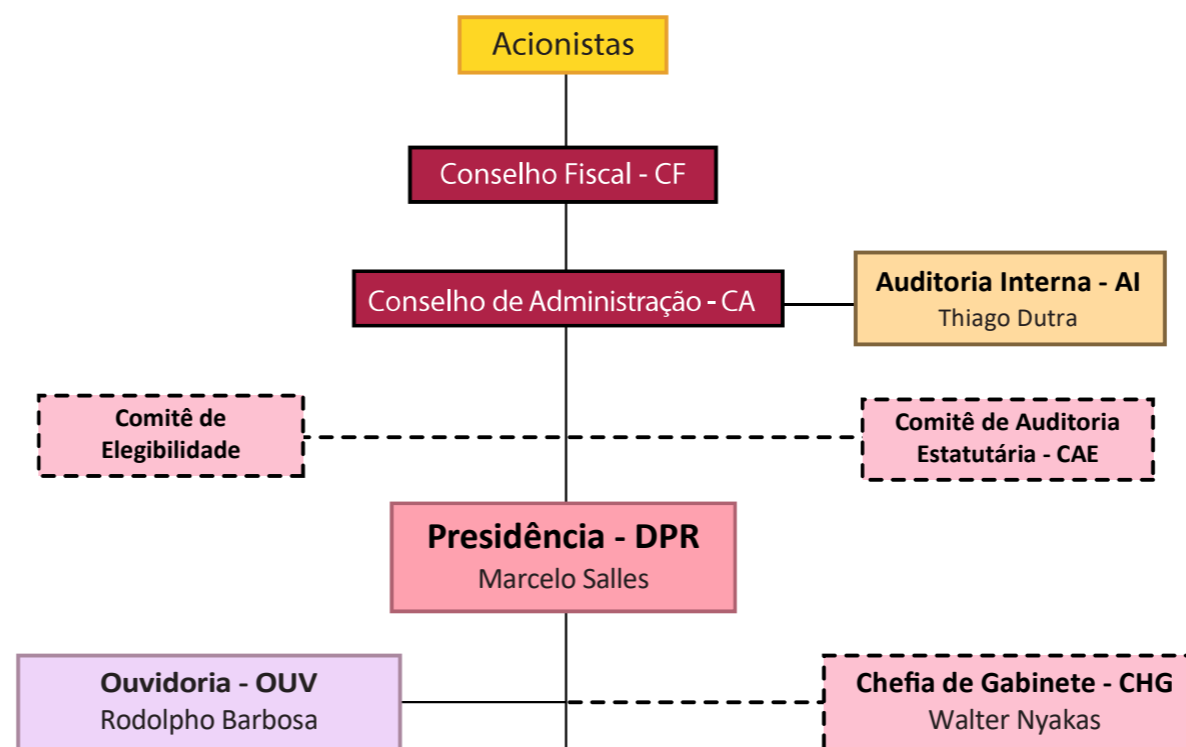 Acionistas
Conselho Fiscal - CF
Conselho de Administração - CA
Auditoria Interna - AI
Thiago Dutra
Comitê de
Elegibilidade
Comitê de Auditoria
Estatutária - CAE
Presidência - DPR
Marcelo Salles
Ouvidoria - OUV
Rodolpho Barbosa
Chefia de Gabinete - CHG
Walter Nyakas